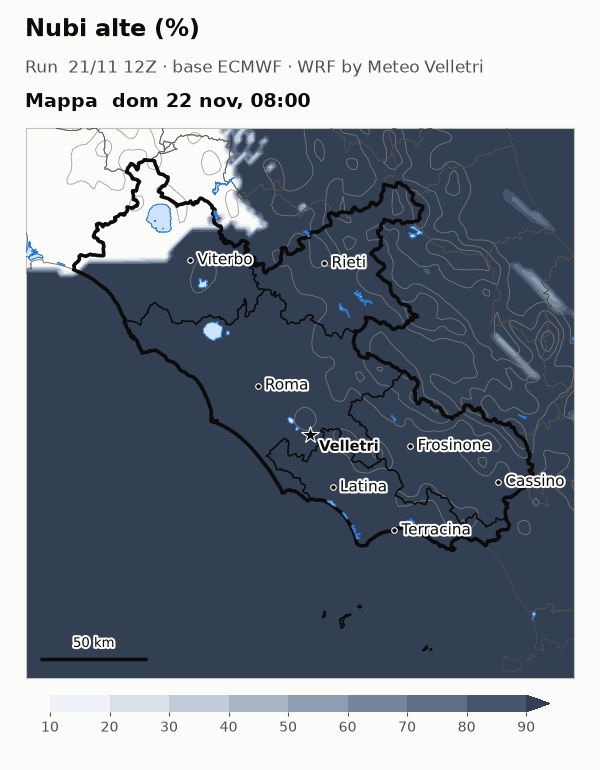 Nubi alte (%)
Run 21/11 12Z · base ECMWF · WRF by Meteo Velletri
Mappa dom 22 nov, 08:00
Viterbo
Rieti
Roma
Velletri
Frosinone
Latina
Cassino
Terracina
50 km
10 20 30 40 50 60 70 80 90